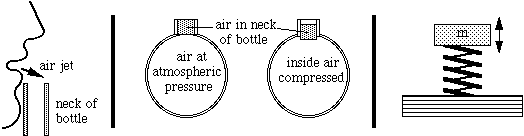 air jet
neck of
bottle
air in neck
of bottle
air at
atmospheric
pressure
inside air
compressed
m